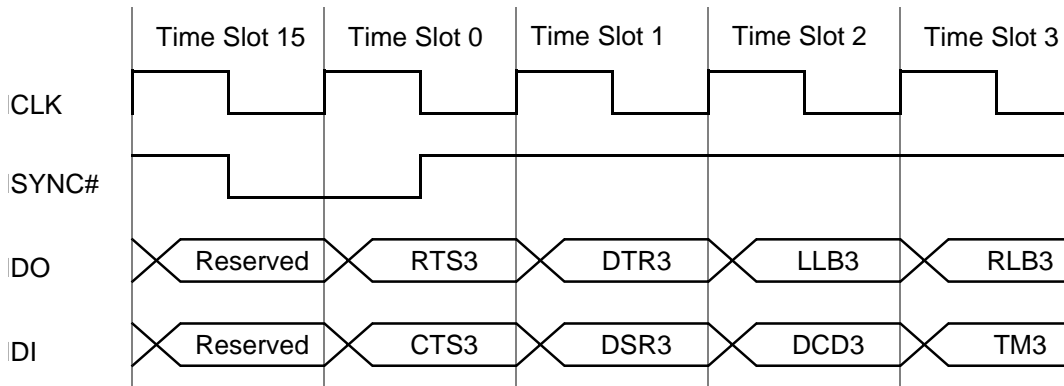 Time Slot 15 Time Slot 0 Time Slot 1 Time Slot 2 Time Slot 3
CLK
SYNC#
DO Reserved RTS3 DTR3 LLB3 RLB3
DI Reserved CTS3 DSR3 DCD3 TM3